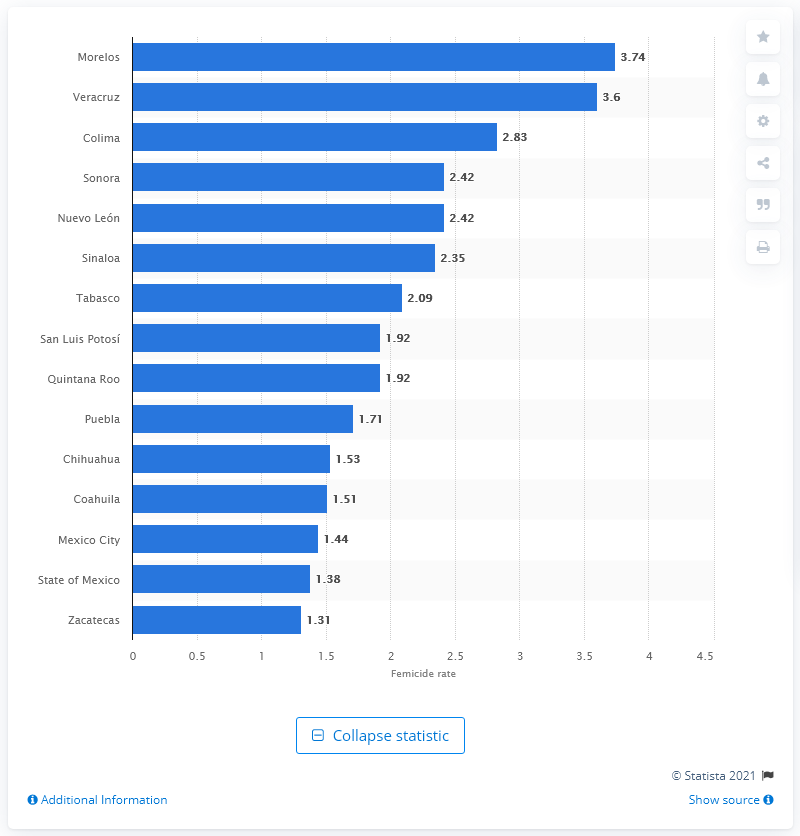 Morelos 3.74
Veracruz 3.6
Colima 2.83
Sonora 2.42
Nuevo León 2.42
Sinaloa 2.35
Tabasco 2.09
San Luis Potosí 1.92
Quintana Roo 1.92
Puebla 1.71
Chihuahua 1.53
Coahuila 1.51
Mexico City 1.44
State of Mexico 1.38
Zacatecas 1.31
0 0.5 1 1.5 2 2.5 3 3.5 4 4.5
Femicide rate
Collapse statistic
© Statista 2021
Additional Information Show source